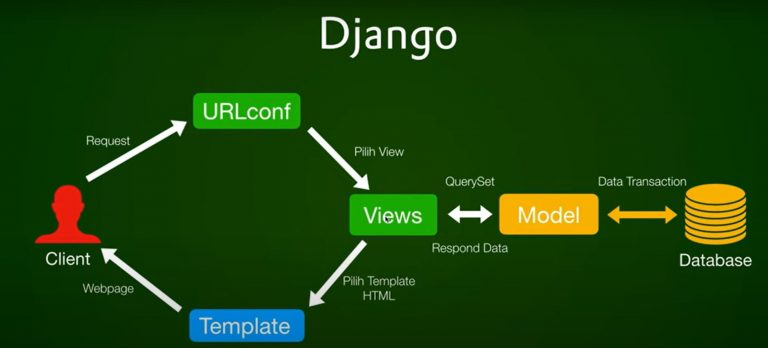 Django
URLconf
Request
Pilih View
QuerySet
Data Transaction
Views
Model
Respond Data
Client
Database
Pilih Template
HTML
Webpage
Template